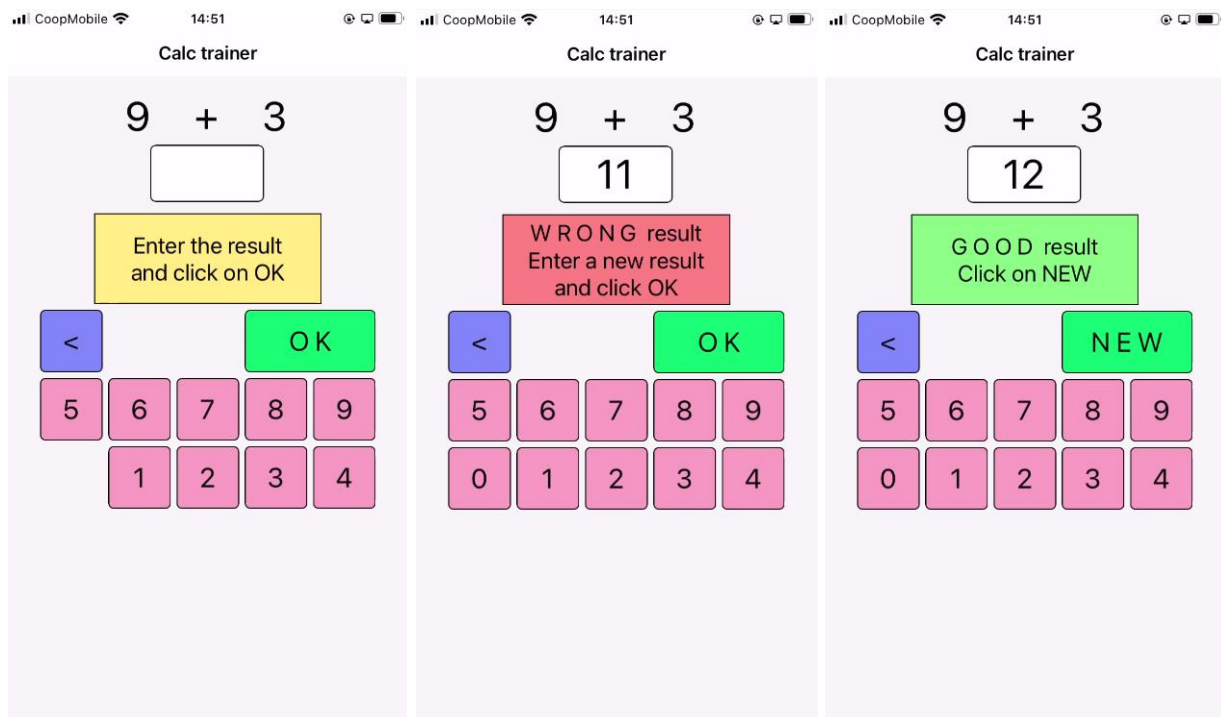 CoopMobile 14:51
Calc trainer
9 + 3
Enter the result
and click on OK
< O K
5 6 7 8 9
1 2 3 4
CoopMobile 14:51
Calc trainer
9 + 3
11
W R O N G result
Enter a new result
and click OK
< O K
5 6 7 8 9
0 1 2 3 4
CoopMobile 14:51
Calc trainer
9 + 3
12
G O O D result
Click on NEW
< N E W
5 6 7 8 9
0 1 2 3 4